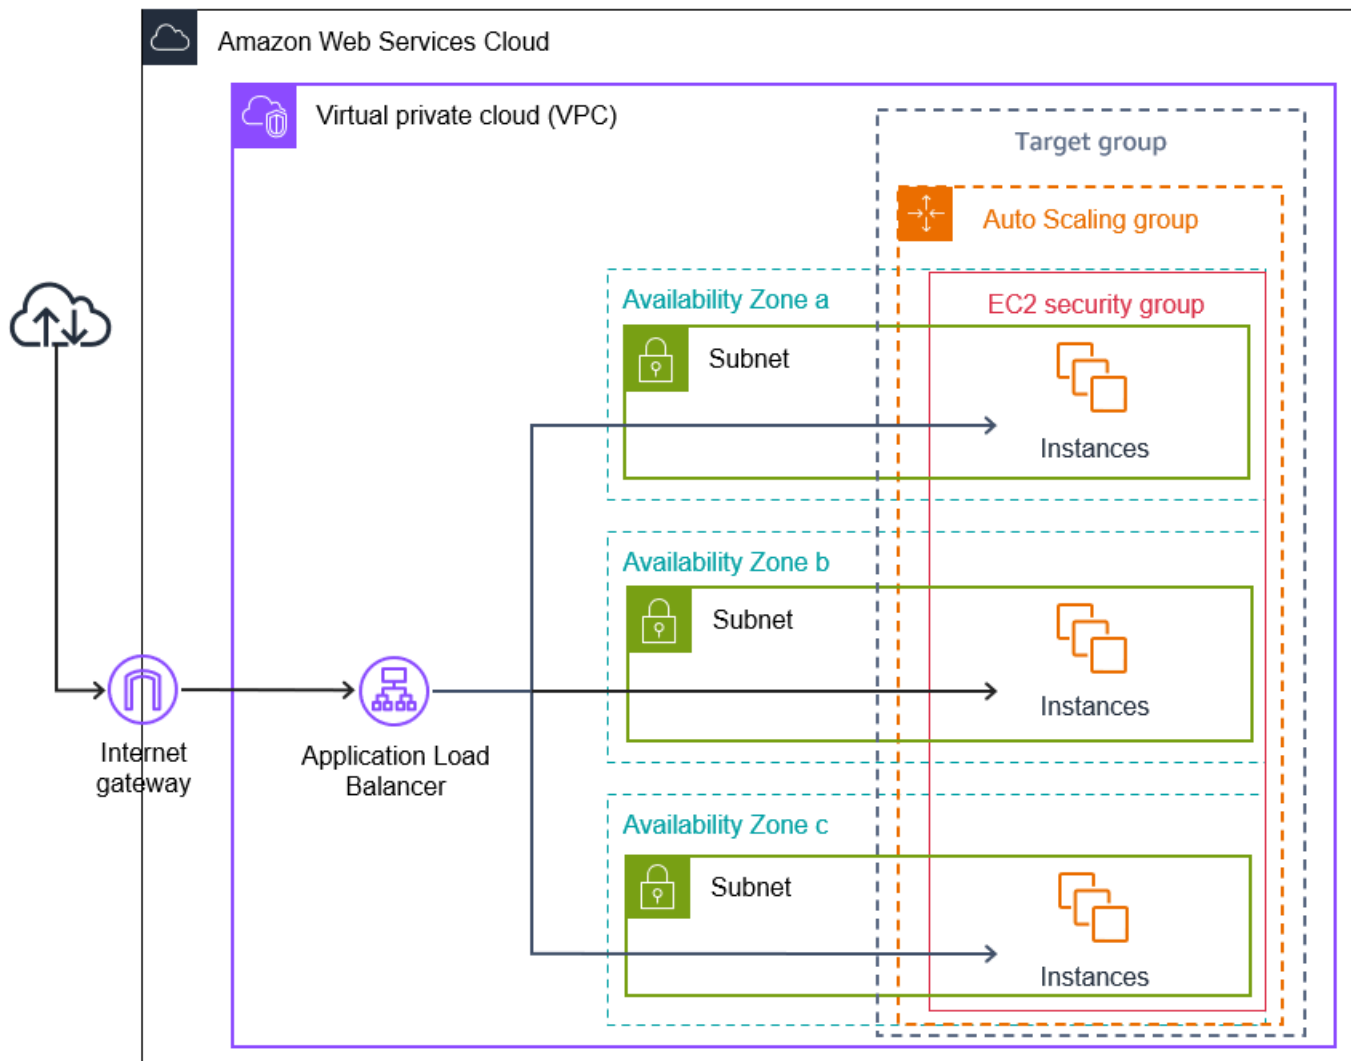 Amazon Web Services Cloud
Virtual private cloud (VPC)
Target group
Auto Scaling group
Availability Zone a
EC2 security group
Subnet
Instances
Availability Zone b
Subnet
Instances
Internet
gateway
Application Load
Balancer
Availability Zone c
Subnet
Instances